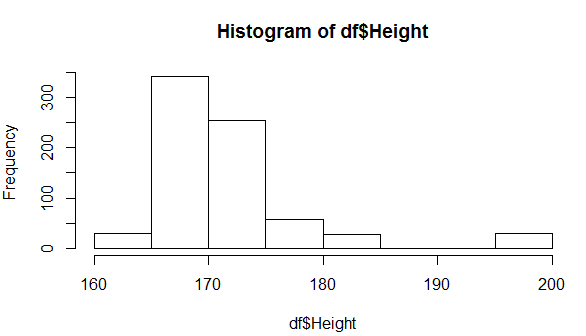 Histogram of df$Height
Frequency
300
200
100
0
160 170 180 190 200
df$Height